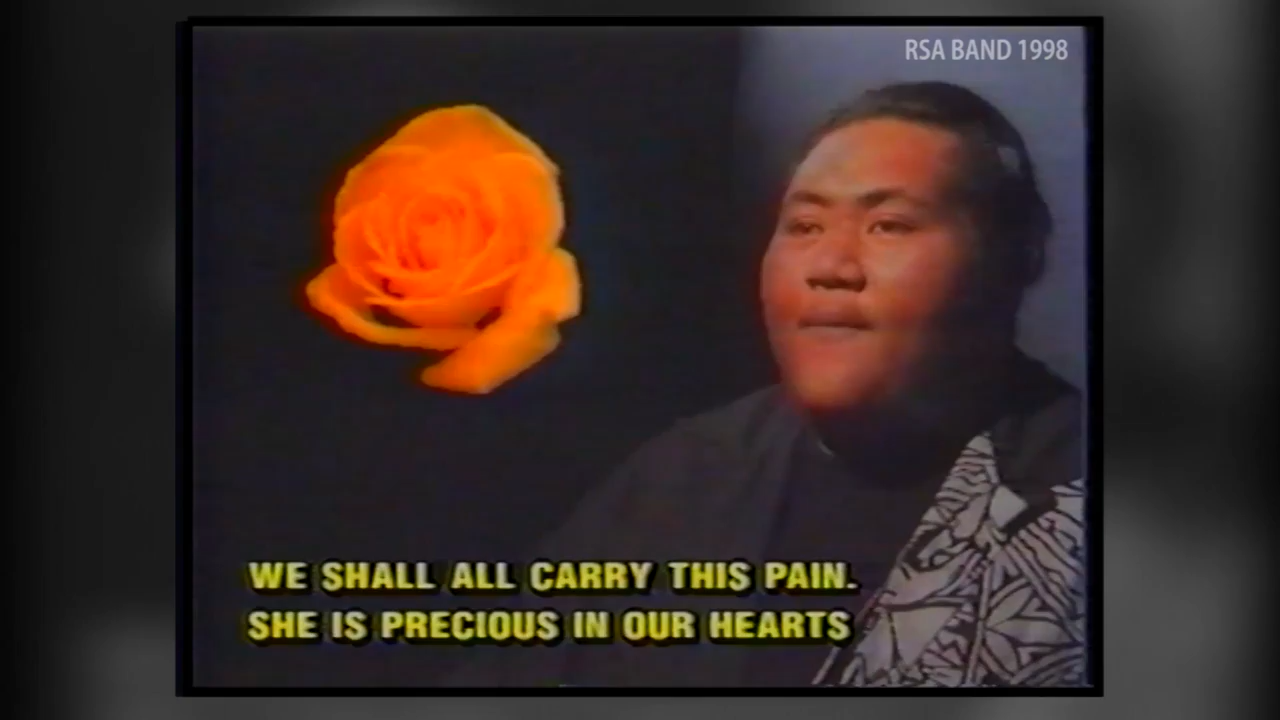 RSA BAND 1998
WE SHALL ALL CARRY THIS PAIN.
SHE IS PRECIOUS IN OUR HEARTS